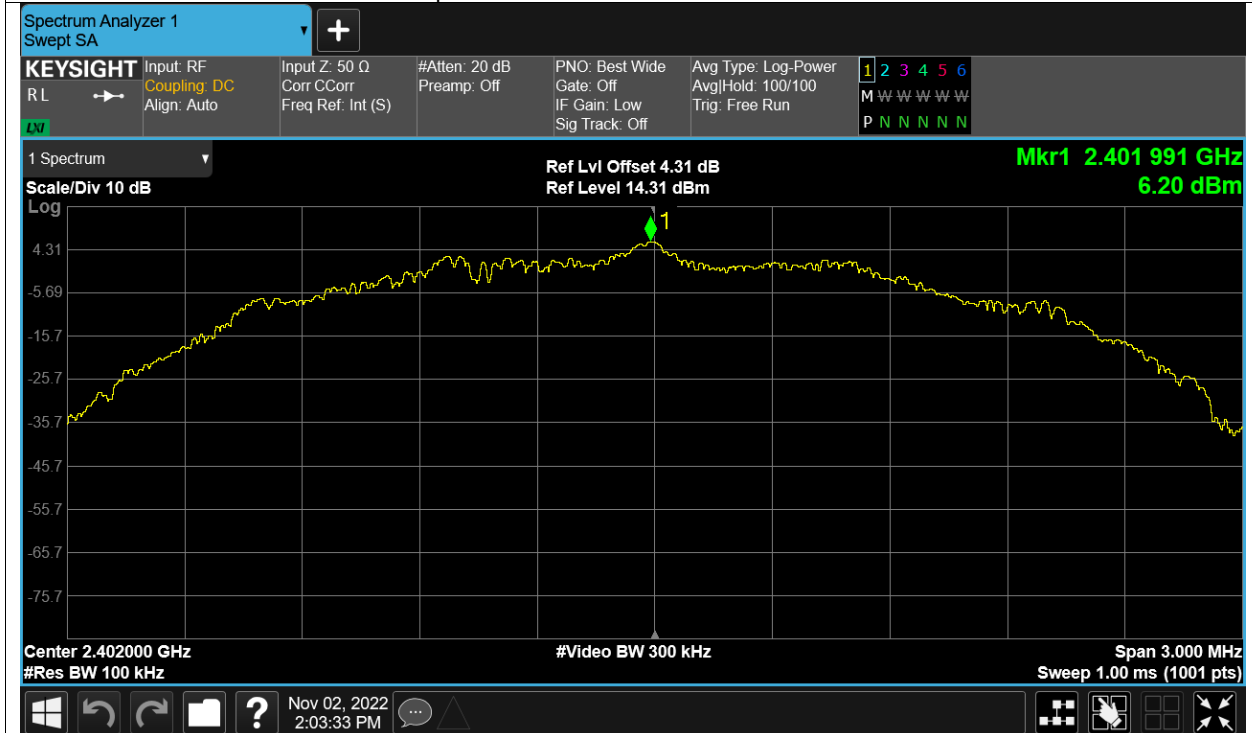 Spectrum Analyzer 1
Swept SA
+
KEYSIGHT
RL
LXI
Input: RF
Coupling: DC
Align: Auto
Input Z: 50 Ω
Corr CCorr
Freq Ref: Int (S)
#Atten: 20 dB
Preamp: Off
PNO: Best Wide
Gate: Off
IF Gain: Low
Sig Track: Off
Avg Type: Log-Power
Avg|Hold: 100/100
Trig: Free Run
1 2 3 4 5 6
M W W W W W
P N N N N N N
1 Spectrum
Scale/Div 10 dB
Log
Ref Lvl Offset 4.31 dB
Ref Level 14.31 dBm
Mkr1 2.401 991 GHz
6.20 dBm
1
4.31
-5.69
-15.7
-25.7
-35.7
-45.7
-55.7
-65.7
-75.7
Center 2.402000 GHz
#Res BW 100 kHz
#Video BW 300 kHz
Span 3.000 MHz
Sweep 1.00 ms (1001 pts)
?
Nov 02, 2022
2:03:33 PM